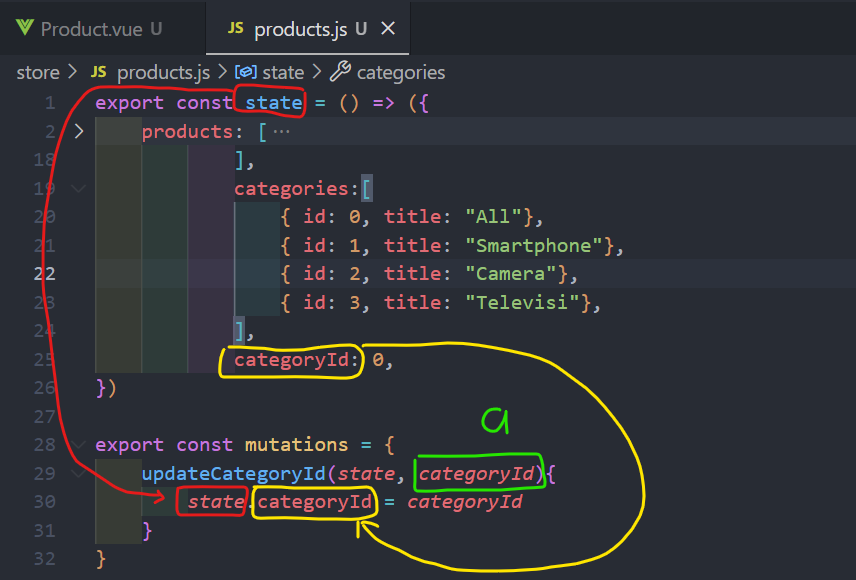 Product.vue U JS products.js U ×
store > JS products.js > state > categories
1 export const state = () => ({
2 products: [ ···
18 ],
19 categories:[
20 { id: 0, title: "All"},
21 { id: 1, title: "Smartphone"},
22 { id: 2, title: "Camera"},
23 { id: 3, title: "Televisi"},
24 ],
25 categoryId: 0,
26 })
27
a
28 export const mutations = {
29 updateCategoryId(state, categoryId){
30 state.categoryId = categoryId
31 }
32 }